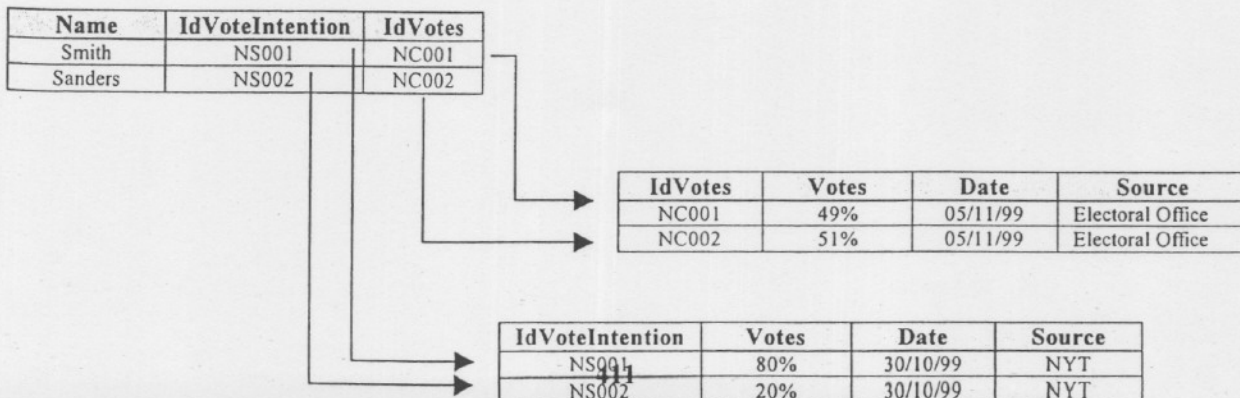 Name IdVoteIntention IdVotes
Smith NS001 NC001
Sanders NS002 NC002
IdVotes Votes Date Source
NC001 49% 05/11/99 Electoral Office
NC002 51% 05/11/99 Electoral Office
IdVoteIntention Votes Date Source
NS001 80% 30/10/99 NYT
411
NS002 20% 30/10/99 NYT